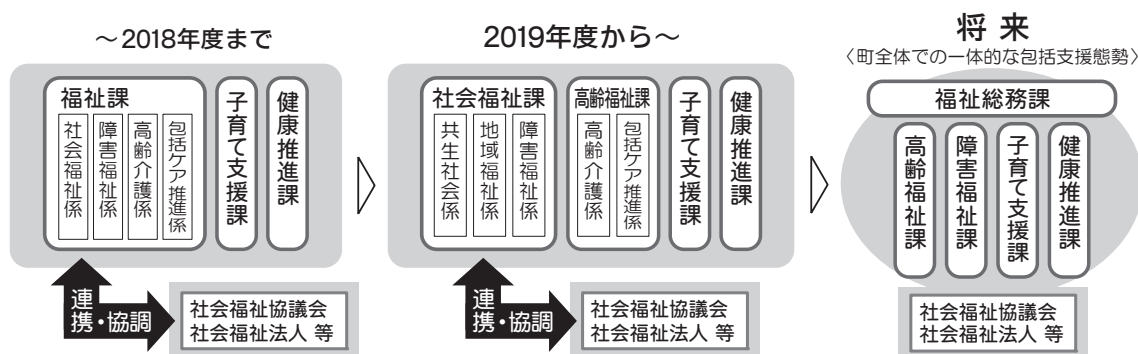 ～2018年度まで
福祉課
社会福祉係
障害福祉係
高齢介護係
包括ケア推進係
子育て支援課
健康推進課
連携・協調
社会福祉協議会
社会福祉法人 等
2019年度から～
社会福祉課
共生社会係
地域福祉係
障害福祉係
高齢福祉課
高齢介護係
包括ケア推進係
子育て支援課
健康推進課
連携・協調
社会福祉協議会
社会福祉法人 等
将来
〈町全体での一体的な包括支援態勢〉
福祉総務課
高齢福祉課
障害福祉課
子育て支援課
健康推進課
社会福祉協議会
社会福祉法人 等